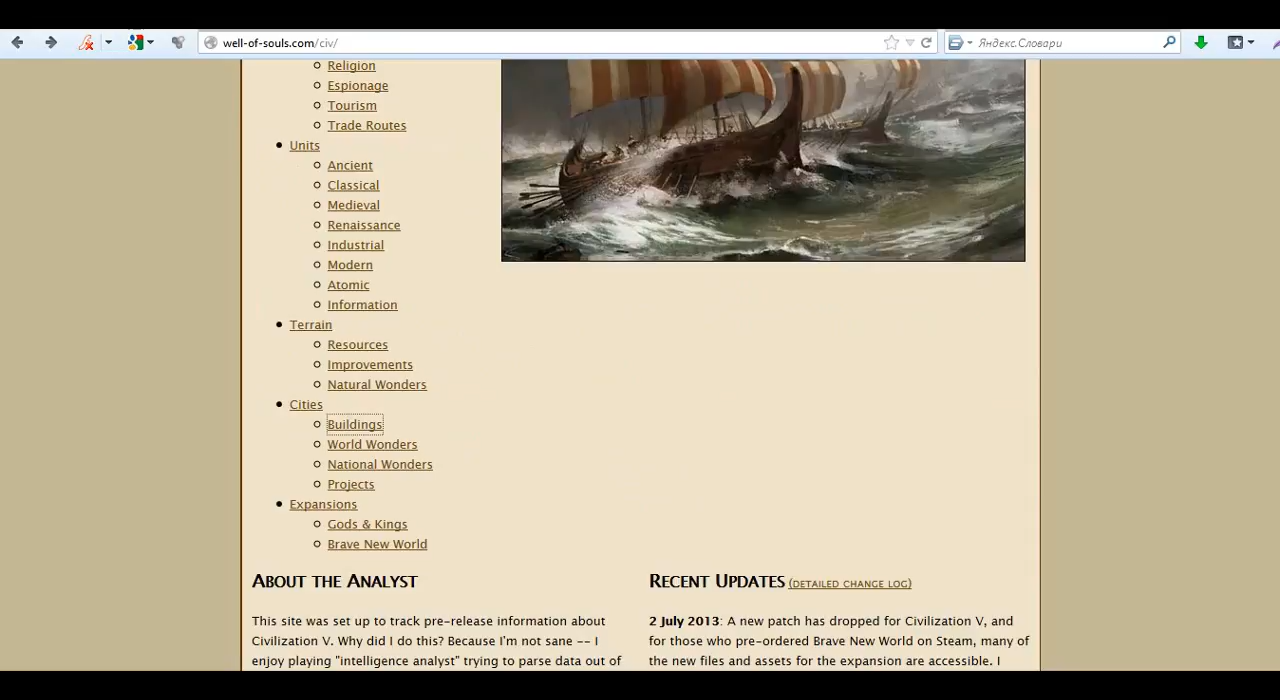 well-of-souls.com/civ/
Яндекс.Словари
Religion
Espionage
Tourism
Trade Routes
Units
Ancient
Classical
Medieval
Renaissance
Industrial
Modern
Atomic
Information
Terrain
Resources
Improvements
Natural Wonders
Cities
Buildings
World Wonders
National Wonders
Projects
Expansions
Gods & Kings
Brave New World
About the Analyst
This site was set up to track pre-release information about
Civilization V. Why did I do this? Because I'm not sane -- I
enjoy playing "intelligence analyst" trying to parse data out of
Recent Updates (detailed change log)
2 July 2013: A new patch has dropped for Civilization V, and
for those who pre-ordered Brave New World on Steam, many of
the new files and assets for the expansion are accessible. I